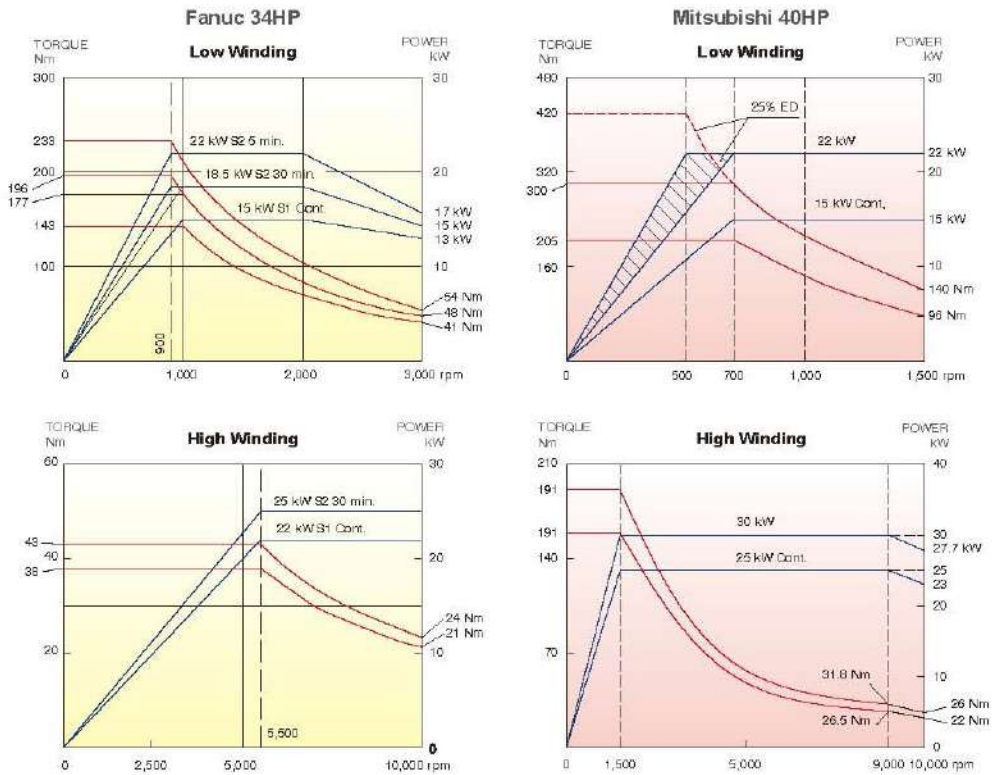 Fanuc 34HP
Mitsubishi 40HP
TORQUE
Nm
Low Winding
POWER
kW
300
30
233
22 kW S2 5 min.
200
20
196
18.5 kW S2 30 min.
177
17 kW
15 kW S1 Cont.
15 kW
143
13 kW
100
10
54 Nm
48 Nm
41 Nm
900
0
1,000
2,000
3,000 rpm
TORQUE
Nm
Low Winding
POWER
kW
480
30
420
25% ED
22 kW
22 kW
320
20
300
15 kW Cont.
15 kW
205
160
10
140 Nm
96 Nm
0
0
500
700
1,000
1,500 rpm
TORQUE
Nm
High Winding
POWER
kW
60
30
25 kW S2 30 min.
22 kW S1 Cont.
43
40
20
38
24 Nm
21 Nm
20
10
5,500
0
0
2,500
5,000
10,000 rpm
TORQUE
Nm
High Winding
POWER
kW
210
40
191
30 kW
191
30
27.7 kW
140
25 kW Cont.
25
23
20
70
31.8 Nm
10
26 Nm
26.5 Nm
22 Nm
0
0
1,500
5,000
9,000
10,000 rpm